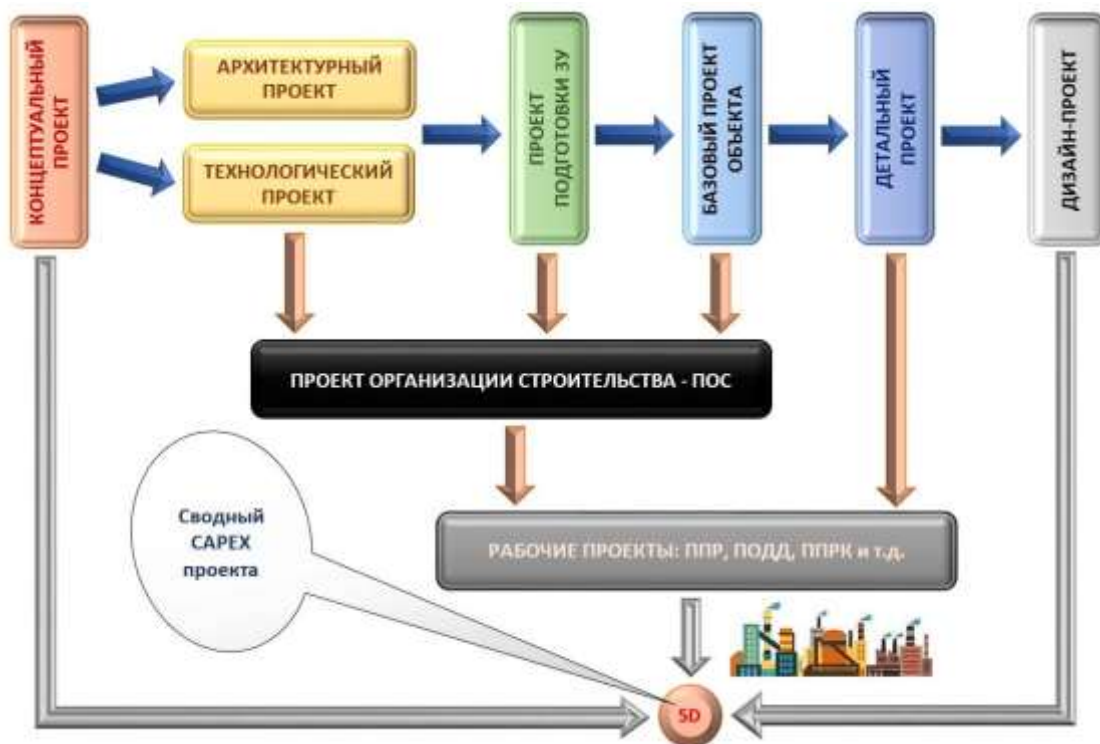 КОНЦЕПТУАЛЬНЫЙ
ПРОЕКТ
АРХИТЕКТУРНЫЙ
ПРОЕКТ
ТЕХНОЛОГИЧЕСКИЙ
ПРОЕКТ
ПРОЕКТ
ПОДГОТОВКИ ЗУ
БАЗОВЫЙ ПРОЕКТ
ОБЪЕКТА
ДЕТАЛЬНЫЙ
ПРОЕКТ
ДИЗАЙН-ПРОЕКТ
ПРОЕКТ ОРГАНИЗАЦИИ СТРОИТЕЛЬСТВА - ПОС
Сводный
CAPEX
проекта
РАБОЧИЕ ПРОЕКТЫ: ППР, ПОДД, ППРК и т.д.
5D